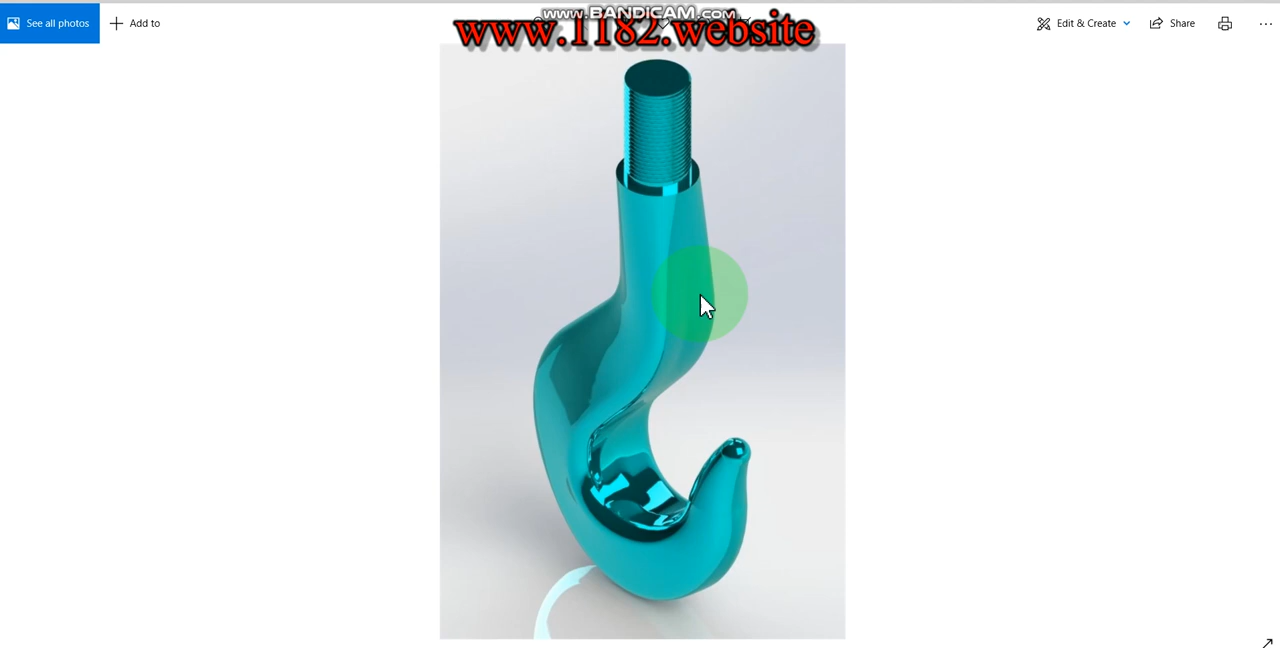 www.BANDICAM.com
See all photos
Add to
www.1182.website
Edit & Create
Share